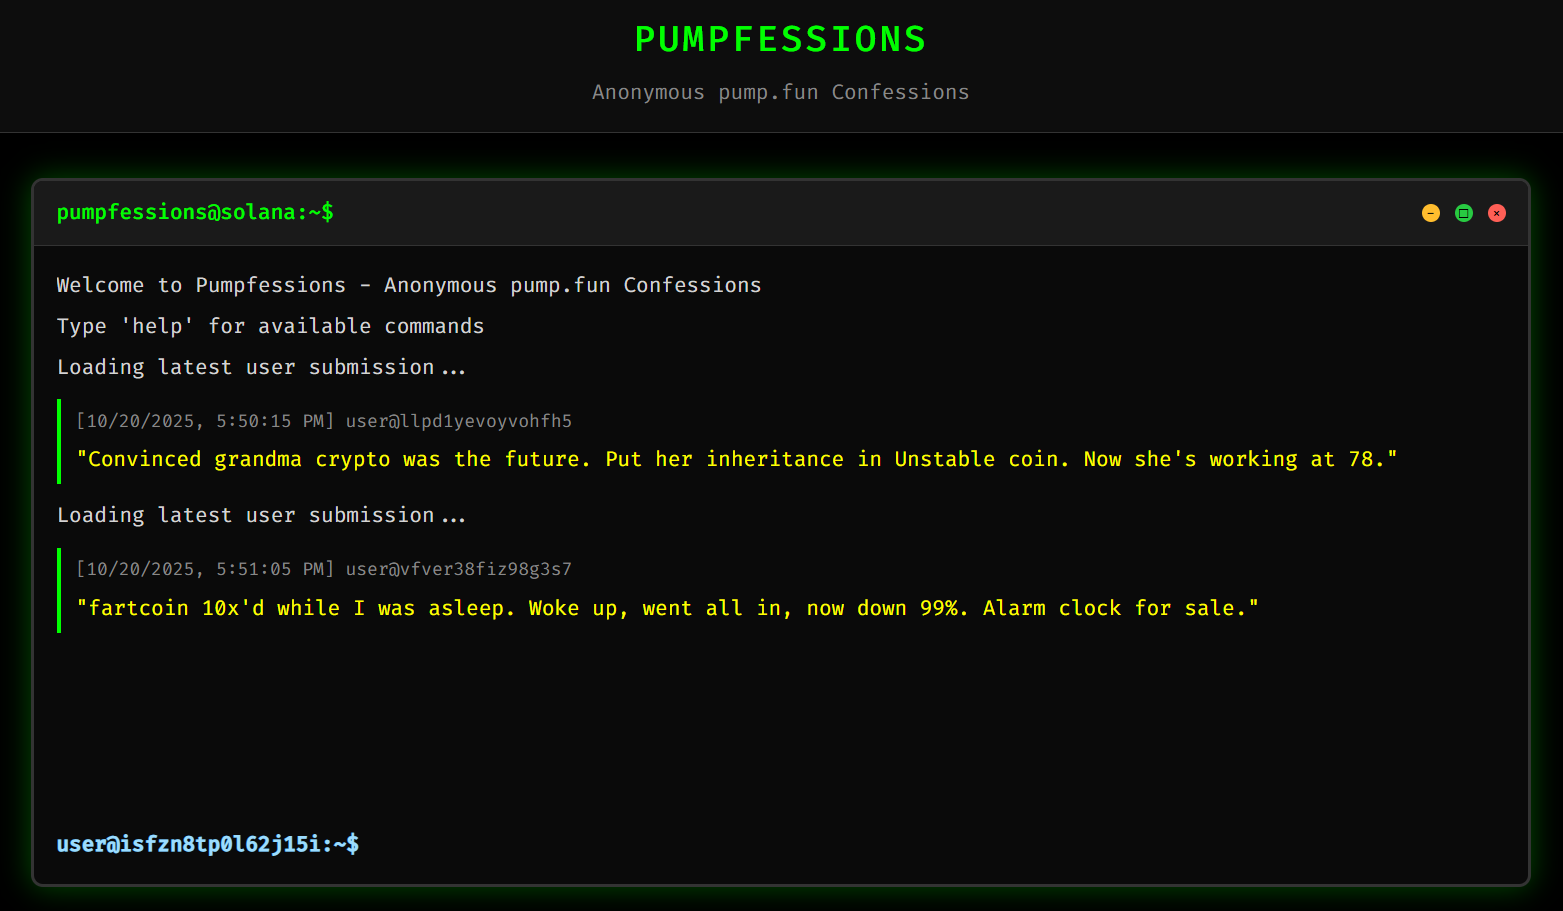 PUMPFESSIONS
Anonymous pump.fun Confessions
pumpfessions@solana:~$
Welcome to Pumpfessions - Anonymous pump.fun Confessions
Type 'help' for available commands
Loading latest user submission...
[10/20/2025, 5:50:15 PM] user@llpd1yevoyvohfh5
"Convinced grandma crypto was the future. Put her inheritance in Unstable coin. Now she's working at 78."
Loading latest user submission...
[10/20/2025, 5:51:05 PM] user@vfver38fiz98g3s7
"fartcoin 10x'd while I was asleep. Woke up, went all in, now down 99%. Alarm clock for sale."
user@isfzn8tp0l62j15i:~$